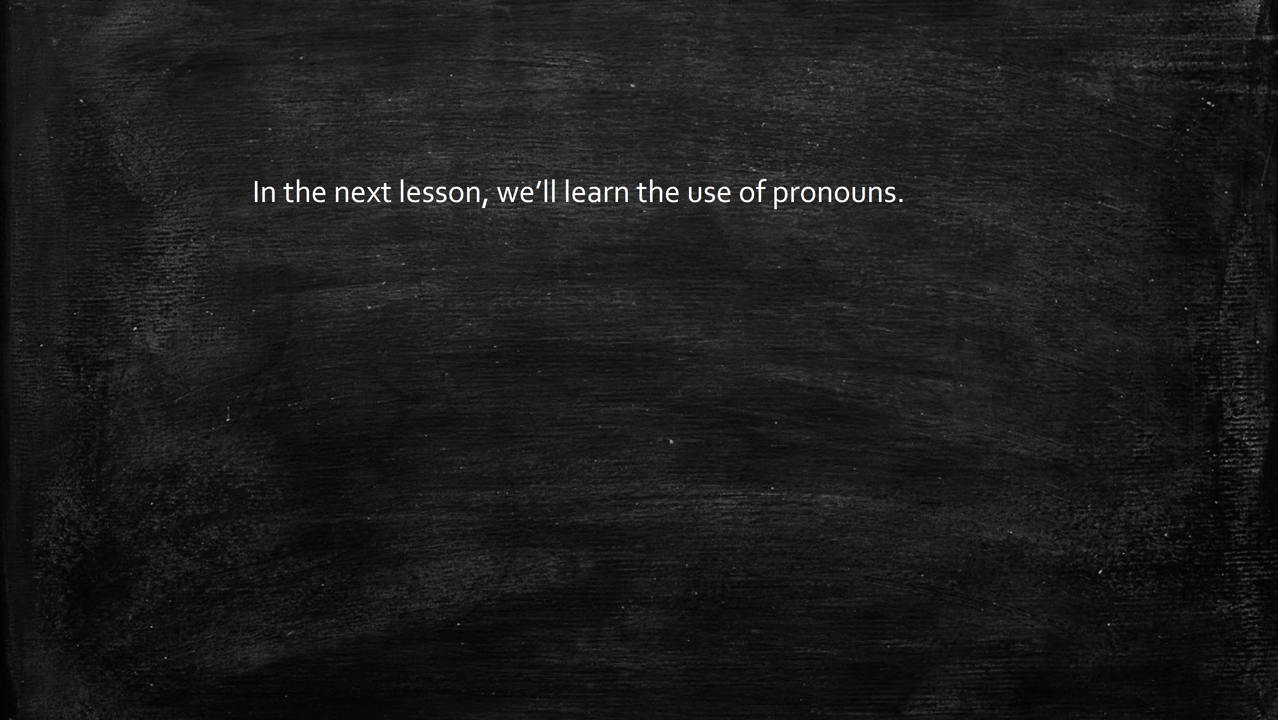 In the next lesson, we’ll learn the use of pronouns.